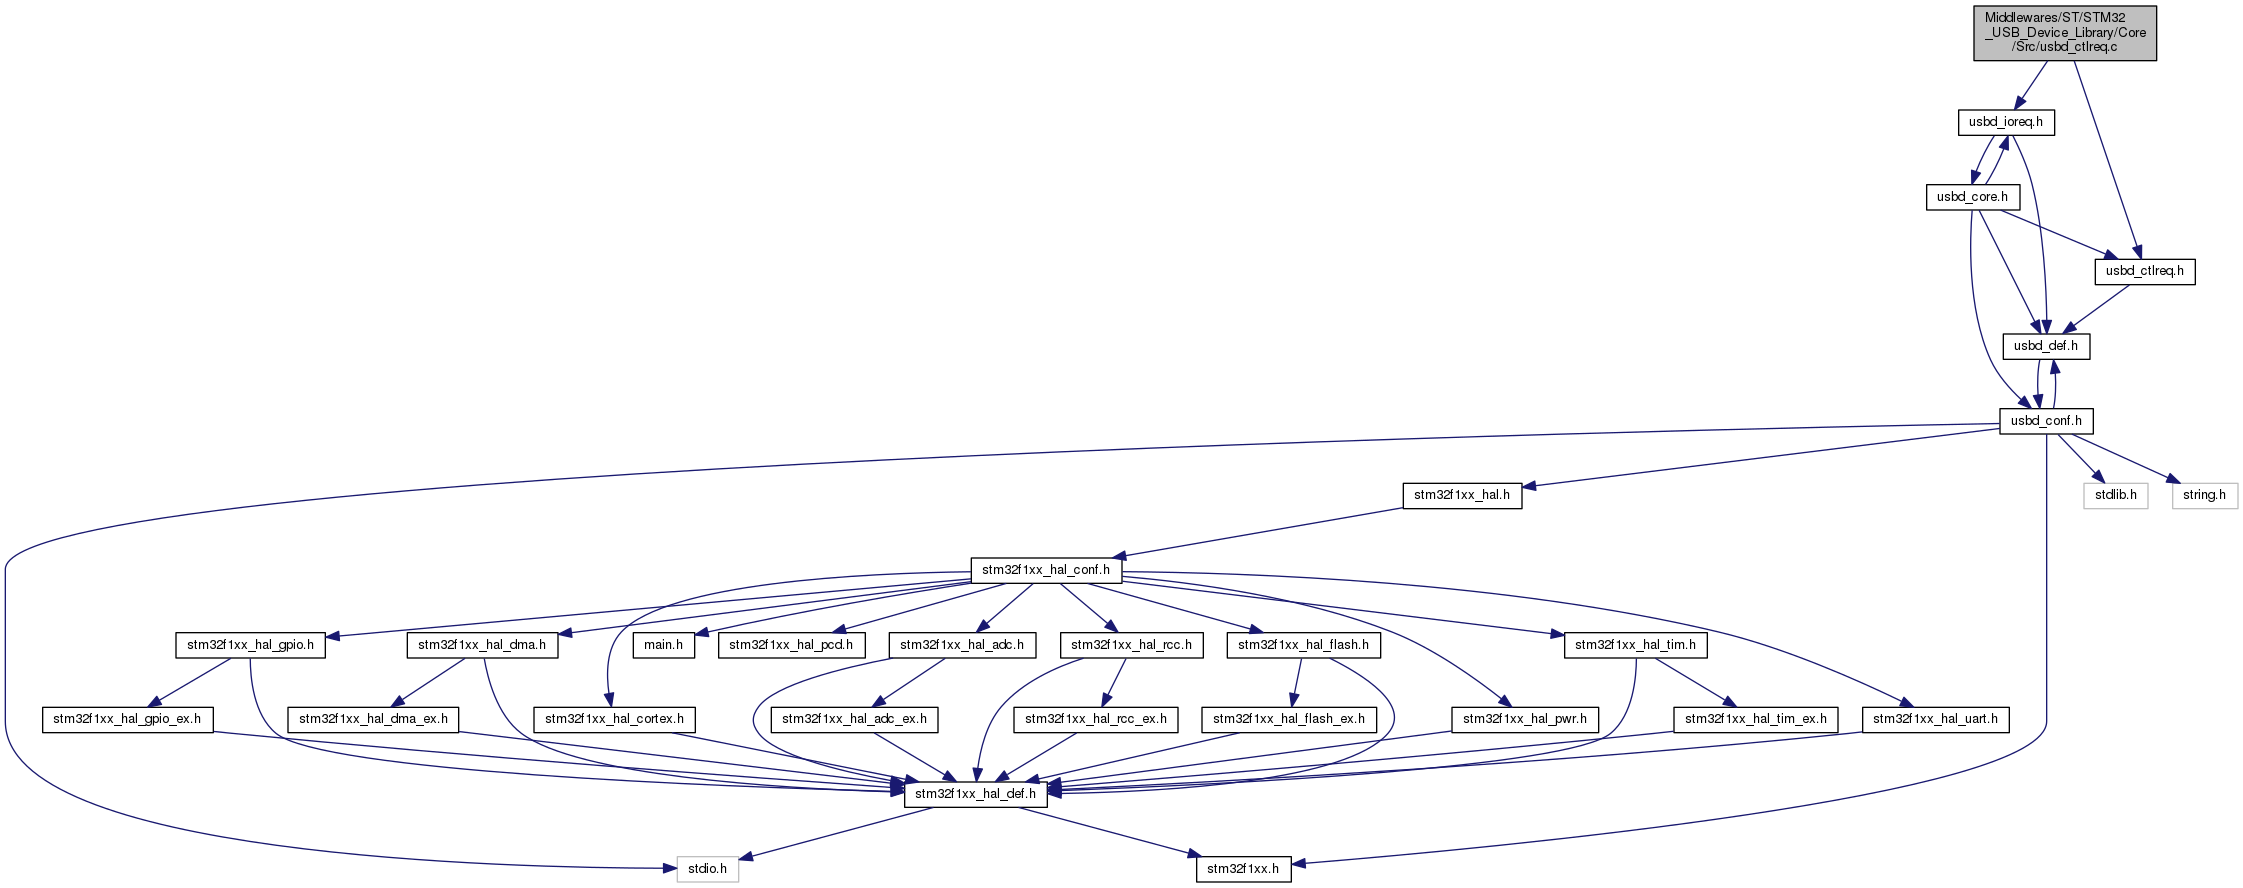 Middlewares/ST/STM32
_USB_Device_Library/Core
/Src/usbd_ctlreq.c
usbd_ioreq.h
usbd_core.h
usbd_ctlreq.h
usbd_def.h
usbd_conf.h
stm32f1xx_hal.h
stdlib.h
string.h
stm32f1xx_hal_conf.h
stm32f1xx_hal_gpio.h
stm32f1xx_hal_dma.h
main.h
stm32f1xx_hal_pcd.h
stm32f1xx_hal_adc.h
stm32f1xx_hal_rcc.h
stm32f1xx_hal_flash.h
stm32f1xx_hal_tim.h
stm32f1xx_hal_gpio_ex.h
stm32f1xx_hal_dma_ex.h
stm32f1xx_hal_cortex.h
stm32f1xx_hal_adc_ex.h
stm32f1xx_hal_rcc_ex.h
stm32f1xx_hal_flash_ex.h
stm32f1xx_hal_pwr.h
stm32f1xx_hal_tim_ex.h
stm32f1xx_hal_uart.h
stm32f1xx_hal_def.h
stdio.h
stm32f1xx.h